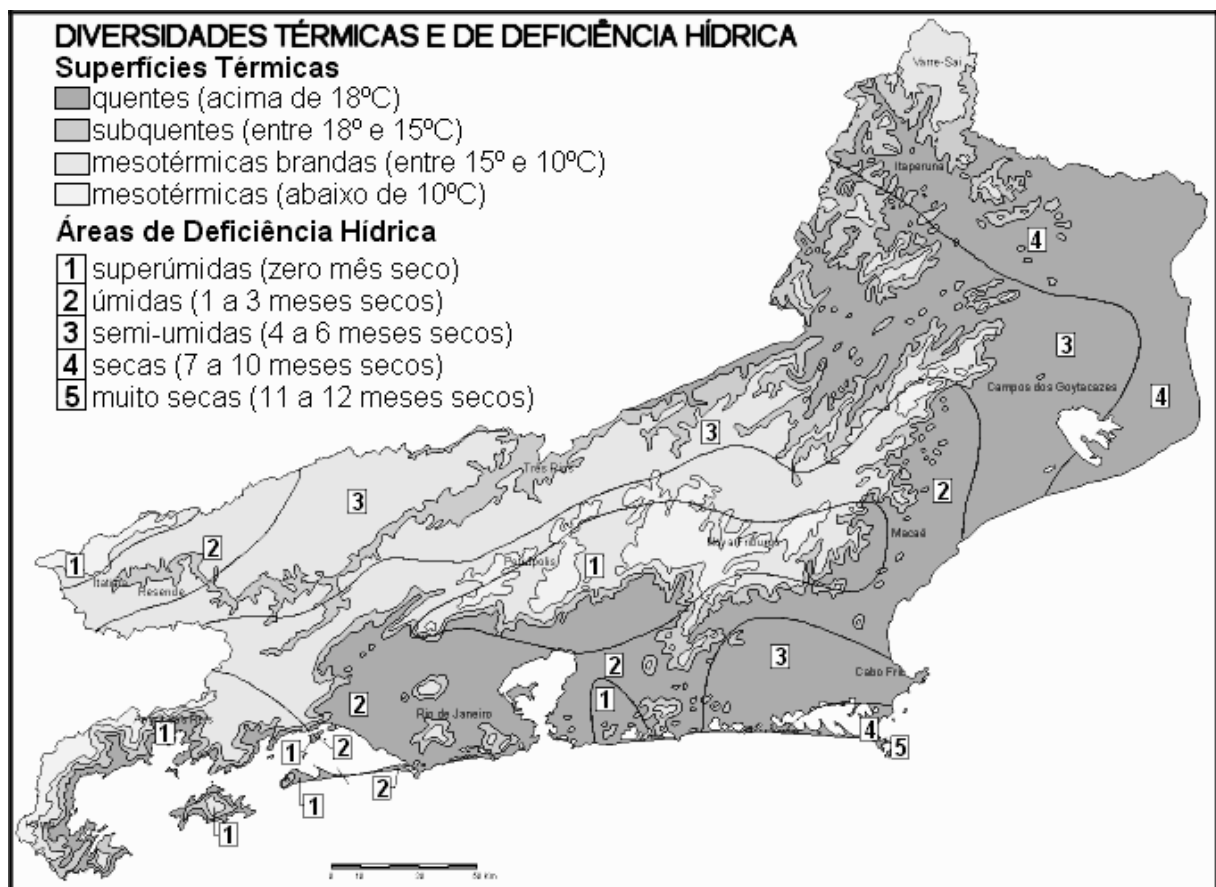 DIVERSIDADES TÉRMICAS E DE DEFICIÊNCIA HÍDRICA
Superfícies Térmicas
quentes (acima de 18ºC)
subquentes (entre 18º e 15ºC)
mesotérmicas brandas (entre 15º e 10ºC)
mesotérmicas (abaixo de 10ºC)
Áreas de Deficiência Hídrica
1 superúmidas (zero mês seco)
2 úmidas (1 a 3 meses secos)
3 semi-umidas (4 a 6 meses secos)
4 secas (7 a 10 meses secos)
5 muito secas (11 a 12 meses secos)
Varre-Sai
Itaperuna
4
3
Campos dos Goytacazes
4
3
Três Rios
3
2
2
Macaé
1
1
Resende
2
3
Cabo Frio
1
2
Rio de Janeiro
1
1
2
4
5
2
1
1
0 10 30 50 Km